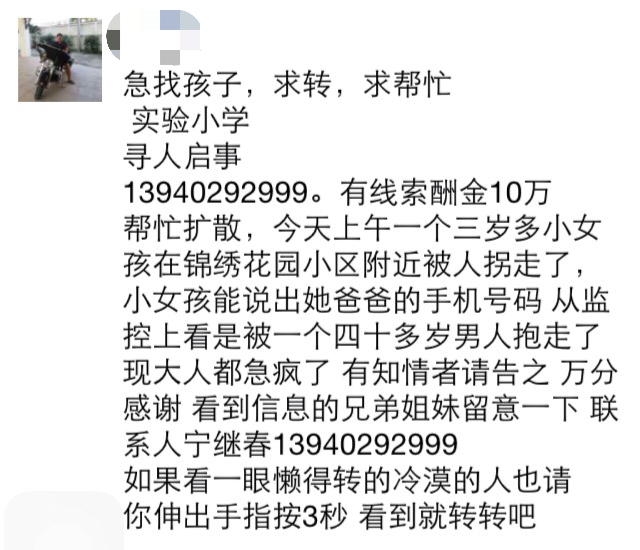 急找孩子，求转，求帮忙
实验小学
寻人启事
13940292999。有线索酬金10万
帮忙扩散，今天上午一个三岁多小女
孩在锦绣花园小区附近被人拐走了，
小女孩能说出她爸爸的手机号码 从监
控上看是被一个四十多岁男人抱走了
现大人都急疯了 有知情者请告之 万分
感谢 看到信息的兄弟姐妹留意一下 联
系人宁继春13940292999
如果看一眼懒得转的冷漠的人也请
你伸出手指按3秒 看到就转转吧